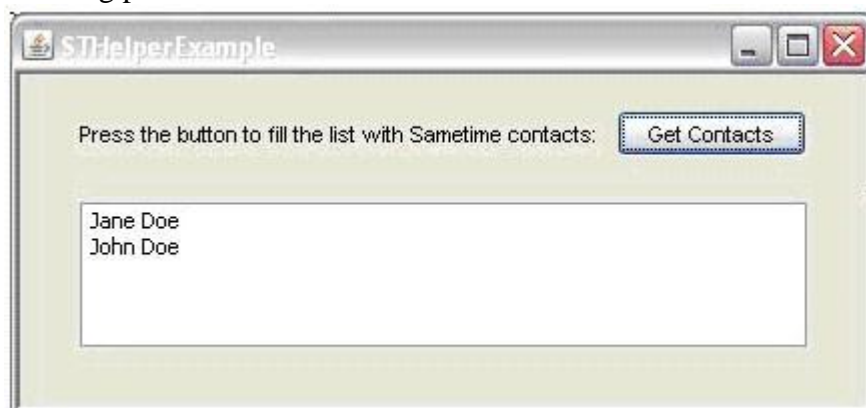 STHelperExample
Press the button to fill the list with Sametime contacts: Get Contacts
Jane Doe
John Doe